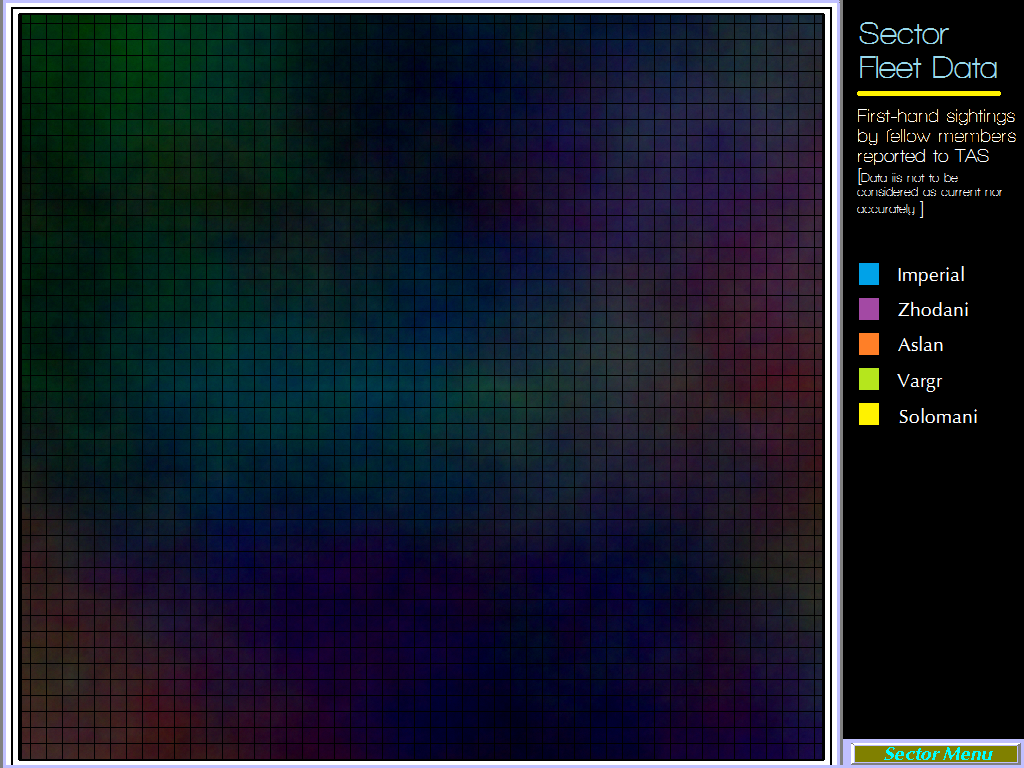 Sector
Fleet Data
First-hand sightings
by fellow members
reported to TAS
[Data iis not to be
considered as current nor
accurately ]
Imperial
Zhodani
Aslan
Vargr
Solomani
Sector Menu